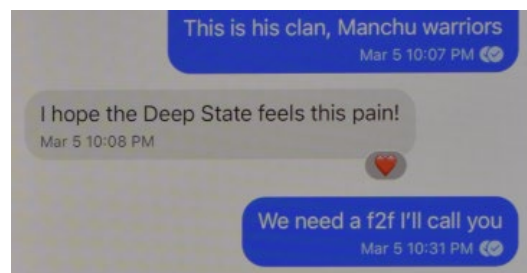 This is his clan, Manchu warriors
Mar 5 10:07 PM
I hope the Deep State feels this pain!
Mar 5 10:08 PM
We need a f2f I'll call you
Mar 5 10:31 PM